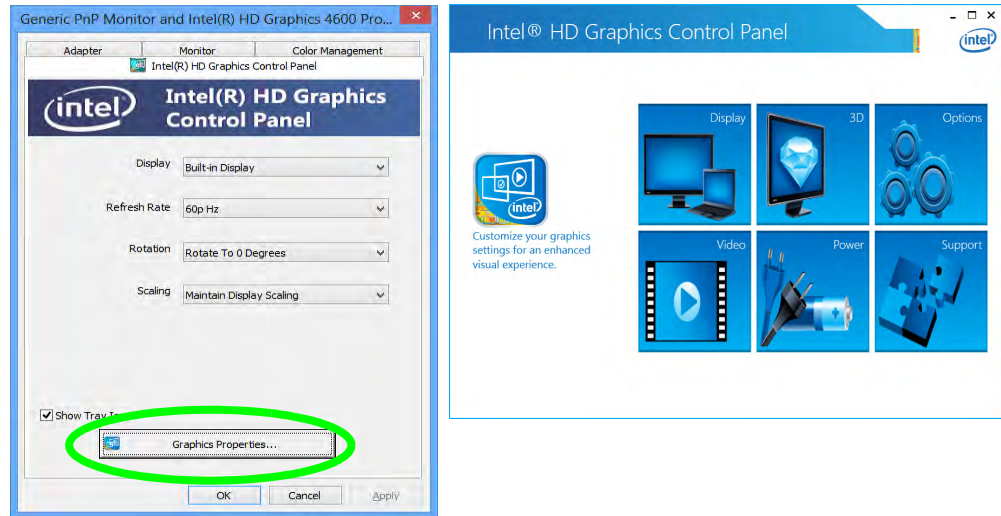 Generic PnP Monitor and Intel(R) HD Graphics 4600 Pro...
Adapter
Monitor
Color Management
Intel(R) HD Graphics Control Panel
intel
Intel(R) HD Graphics
Control Panel
Display
Built-in Display
Refresh Rate
60p Hz
Rotation
Rotate To 0 Degrees
Scaling
Maintain Display Scaling
Show Tray
Graphics Properties...
OK
Cancel
Apply
Intel® HD Graphics Control Panel
intel
intel
Customize your graphics
settings for an enhanced
visual experience.
Display
3D
Options
Video
Power
Support